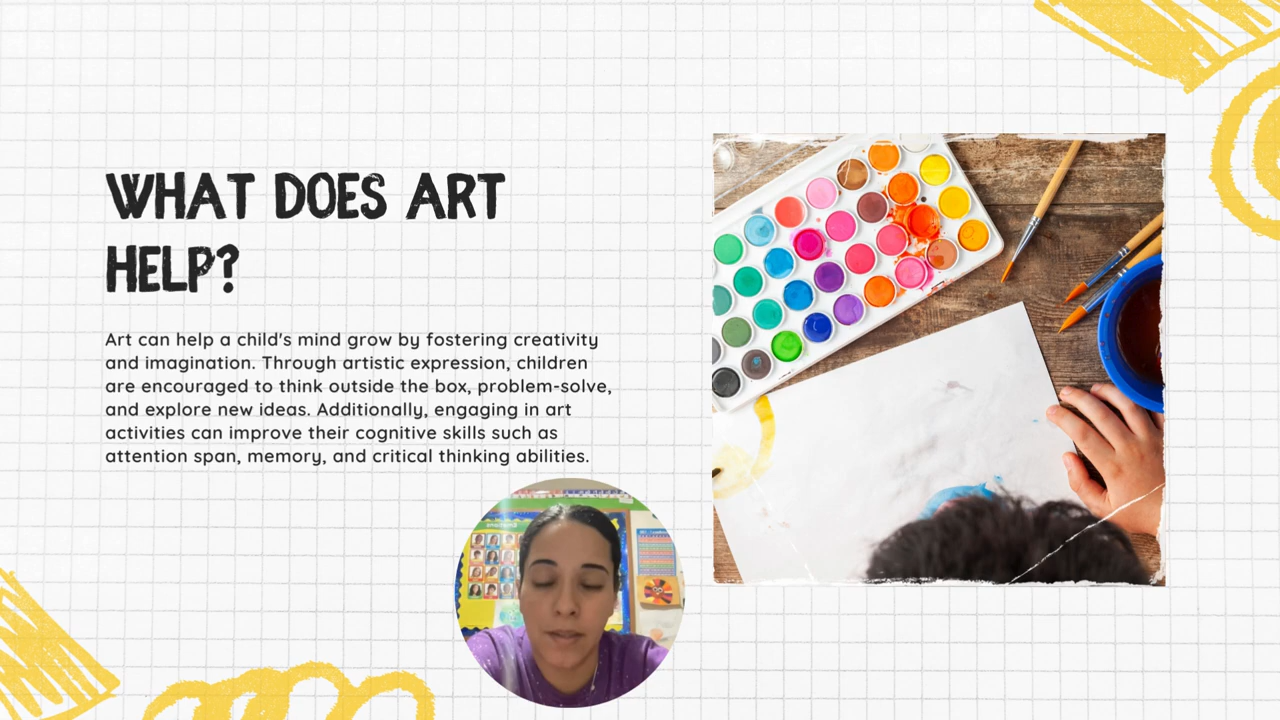 WHAT DOES ART
HELP?
Art can help a child's mind grow by fostering creativity
and imagination. Through artistic expression, children
are encouraged to think outside the box, problem-solve,
and explore new ideas. Additionally, engaging in art
activities can improve their cognitive skills such as
attention span, memory, and critical thinking abilities.